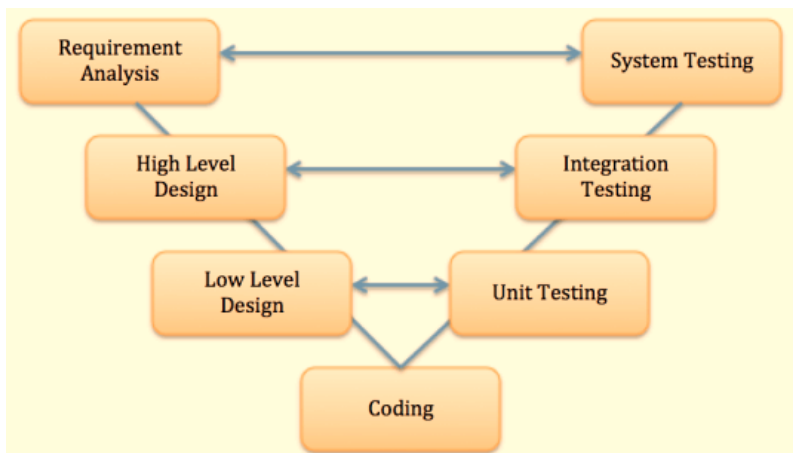 Requirement
Analysis
System Testing
High Level
Design
Integration
Testing
Low Level
Design
Unit Testing
Coding